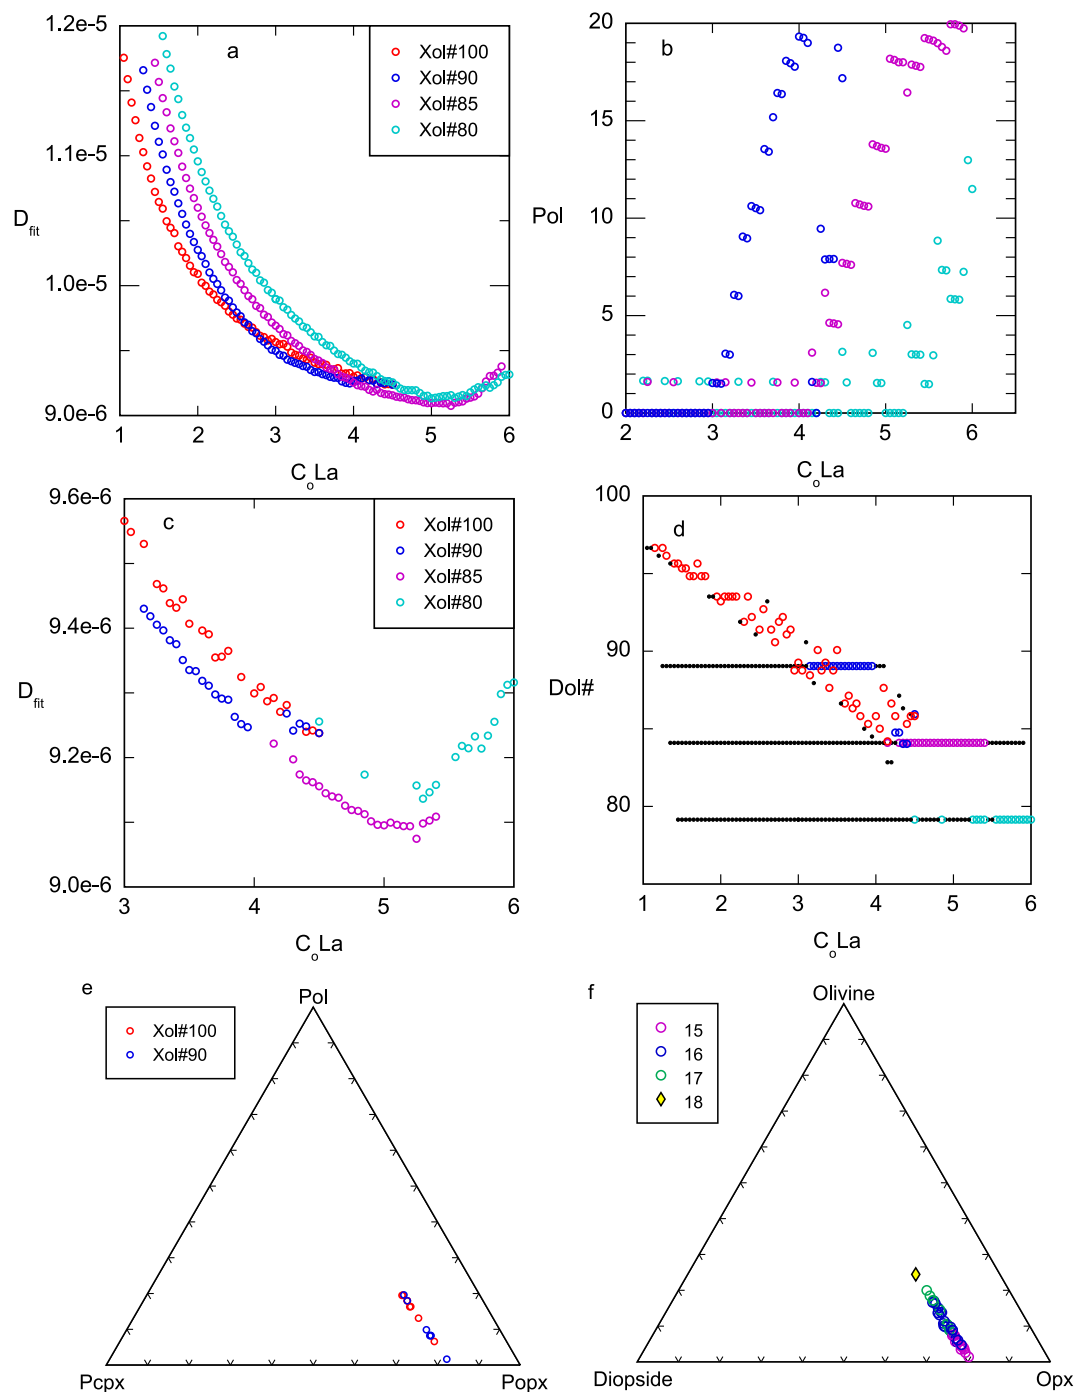 a
1.2e-5
1.1e-5
1.0e-5
9.0e-6
D fit
Xol#100
Xol#90
Xol#85
Xol#80
1 2 3 4 5 6
CoLa
b
20
15
10
5
0
Pol
2 3 4 5 6
CoLa
c
9.6e-6
9.4e-6
9.2e-6
9.0e-6
D fit
Xol#100
Xol#90
Xol#85
Xol#80
3 4 5 6
CoLa
d
100
90
80
Dol#
1 2 3 4 5 6
CoLa
e
Pol
Xol#100
Xol#90
Pcpx Popx
f
Olivine
15
16
17
18
Diopside Opx